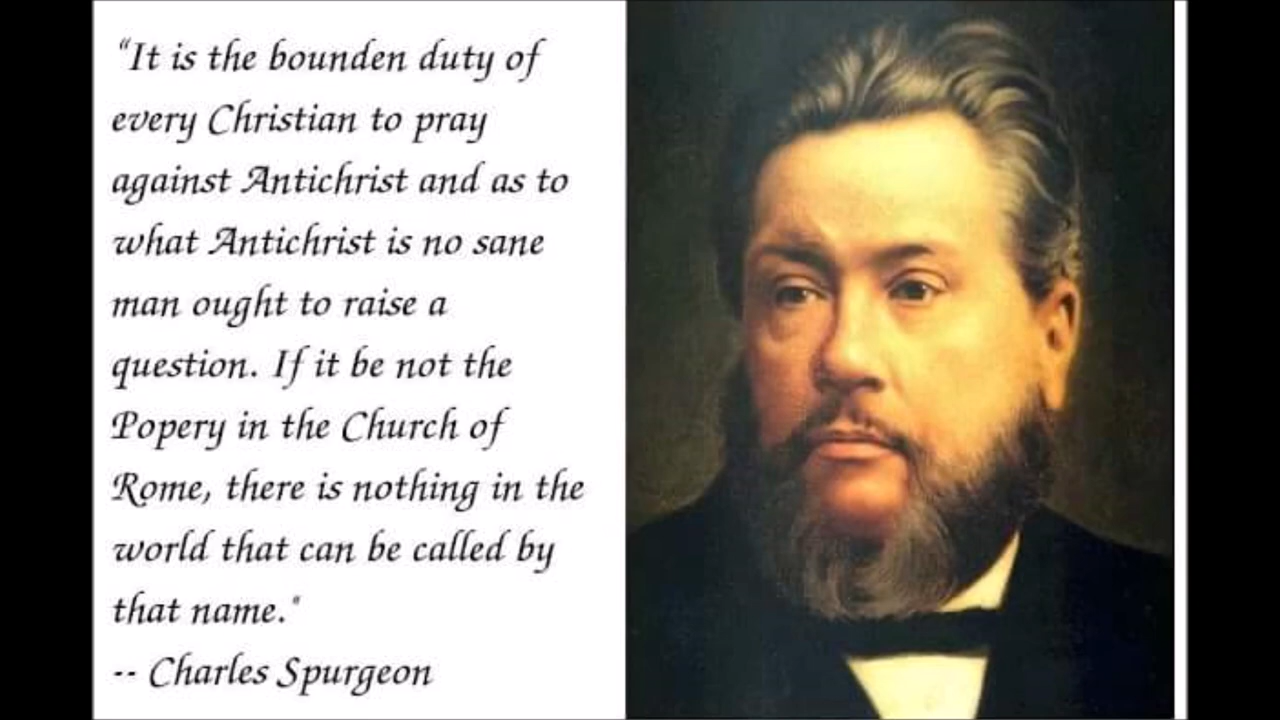 “It is the bounden duty of
every Christian to pray
against Antichrist and as to
what Antichrist is no sane
man ought to raise a
question. If it be not the
Popery in the Church of
Rome, there is nothing in the
world that can be called by
that name."
-- Charles Spurgeon